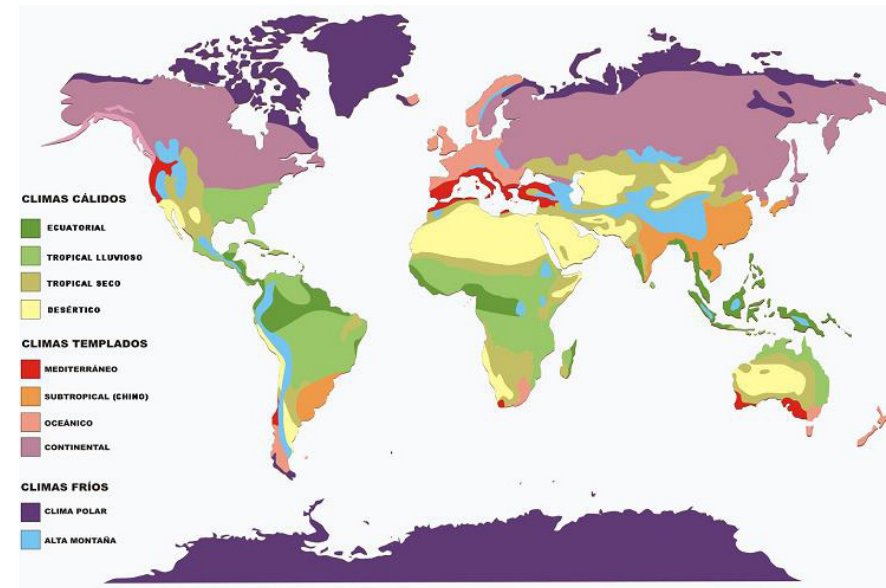 CLIMAS CÁLIDOS
ECUATORIAL
TROPICAL LLUVIOSO
TROPICAL SECO
DESÉRTICO
CLIMAS TEMPLADOS
MEDITERRÁNEO
SUBTROPICAL (CHINO)
OCEÁNICO
CONTINENTAL
CLIMAS FRÍOS
CLIMA POLAR
ALTA MONTAÑA